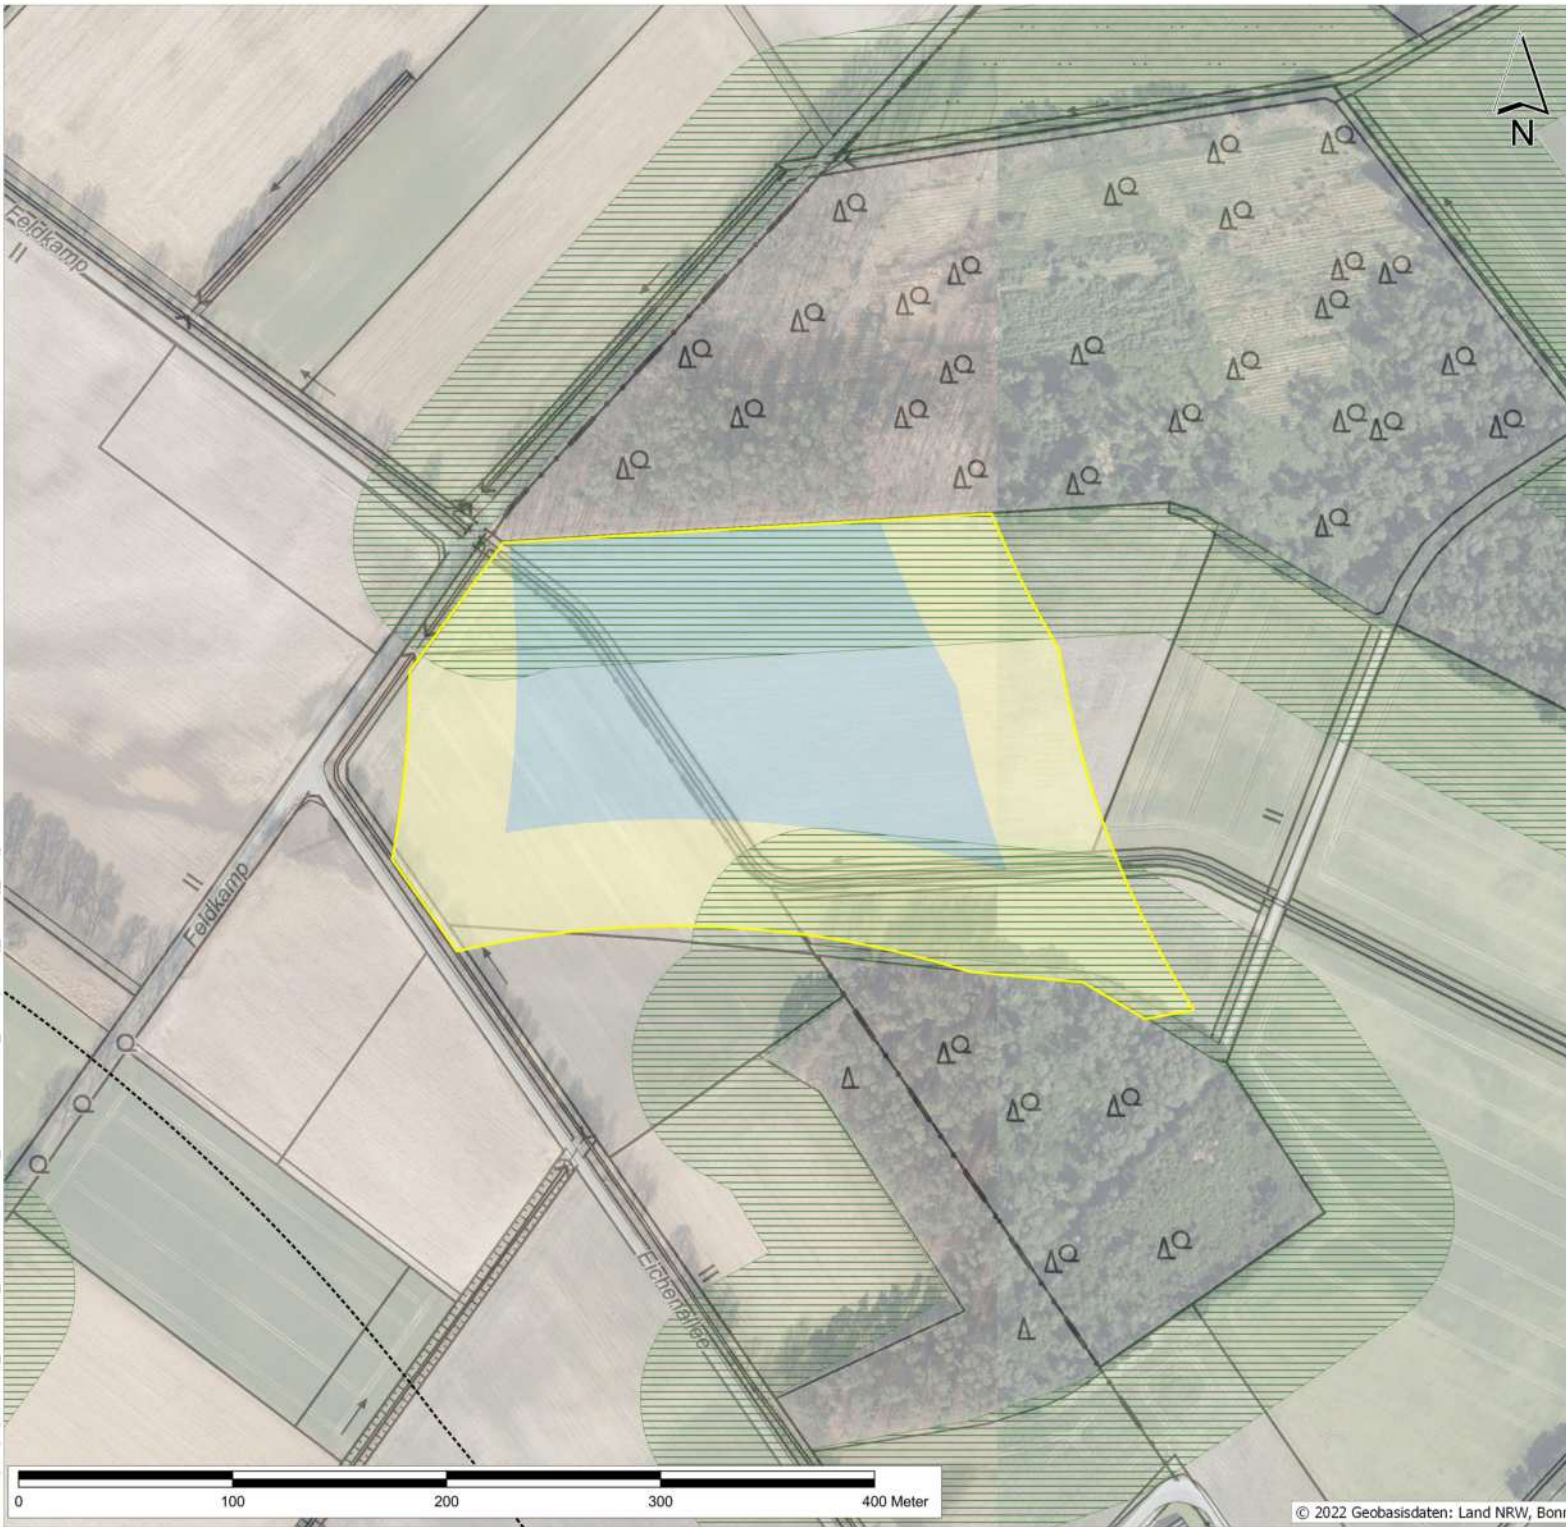 N
Feldkamp
Feldkamp
Eichenallee
0 100 200 300 400 Meter
© 2022 Geobasisdaten: Land NRW, Bon